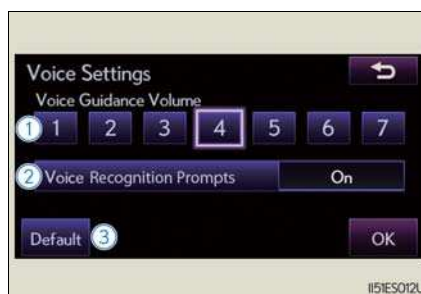 Voice Settings
Voice Guidance Volume
① 1 2 3 4 5 6 7
② Voice Recognition Prompts On
Default ③ OK
II51ES012U